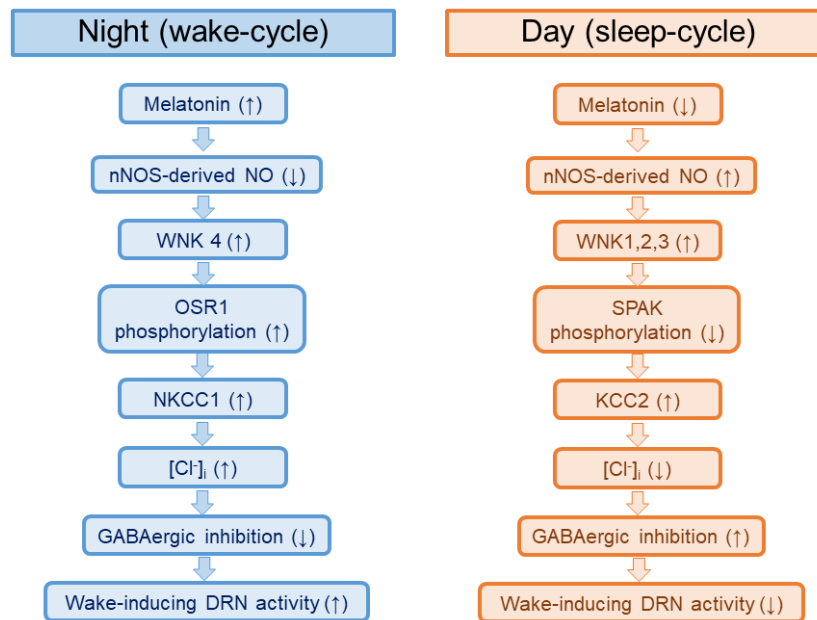 Night (wake-cycle)
Melatonin (↑)
nNOS-derived NO (↓)
WNK 4 (↑)
OSR1
phosphorylation (↑)
NKCC1 (↑)
[Cl-]i (↑)
GABAergic inhibition (↓)
Wake-inducing DRN activity (↑)
Day (sleep-cycle)
Melatonin (↓)
nNOS-derived NO (↑)
WNK1,2,3 (↑)
SPAK
phosphorylation (↓)
KCC2 (↑)
[Cl-]i (↓)
GABAergic inhibition (↑)
Wake-inducing DRN activity (↓)